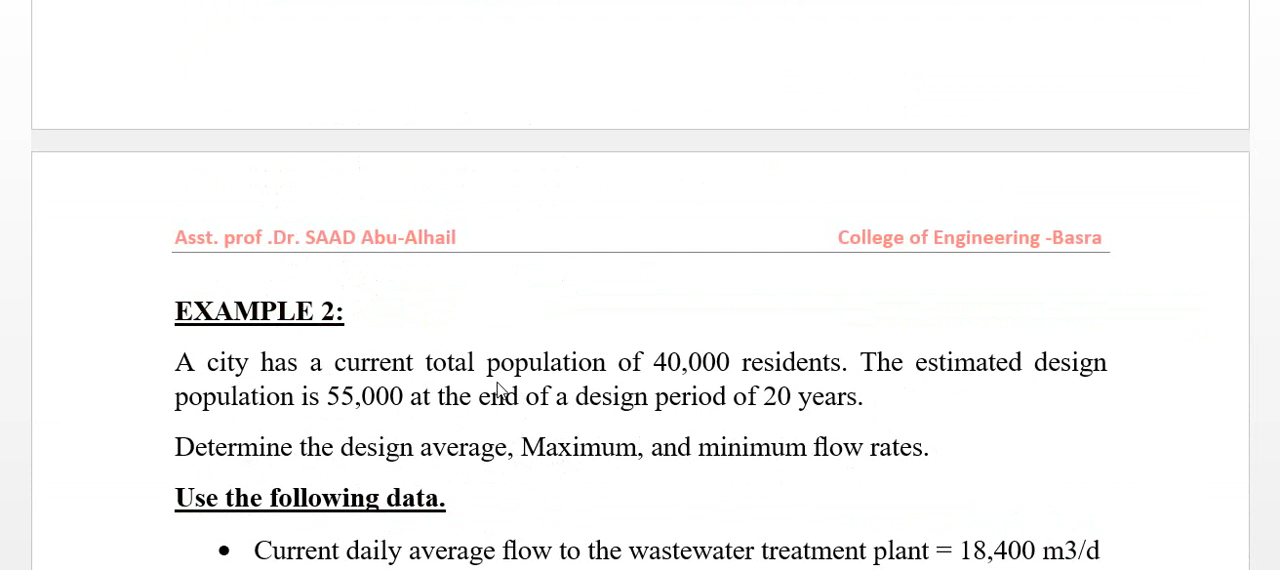 Asst. prof .Dr. SAAD Abu-Alhail College of Engineering -Basra
EXAMPLE 2:
A city has a current total population of 40,000 residents. The estimated design
population is 55,000 at the end of a design period of 20 years.
Determine the design average, Maximum, and minimum flow rates.
Use the following data.
• Current daily average flow to the wastewater treatment plant = 18,400 m3/d